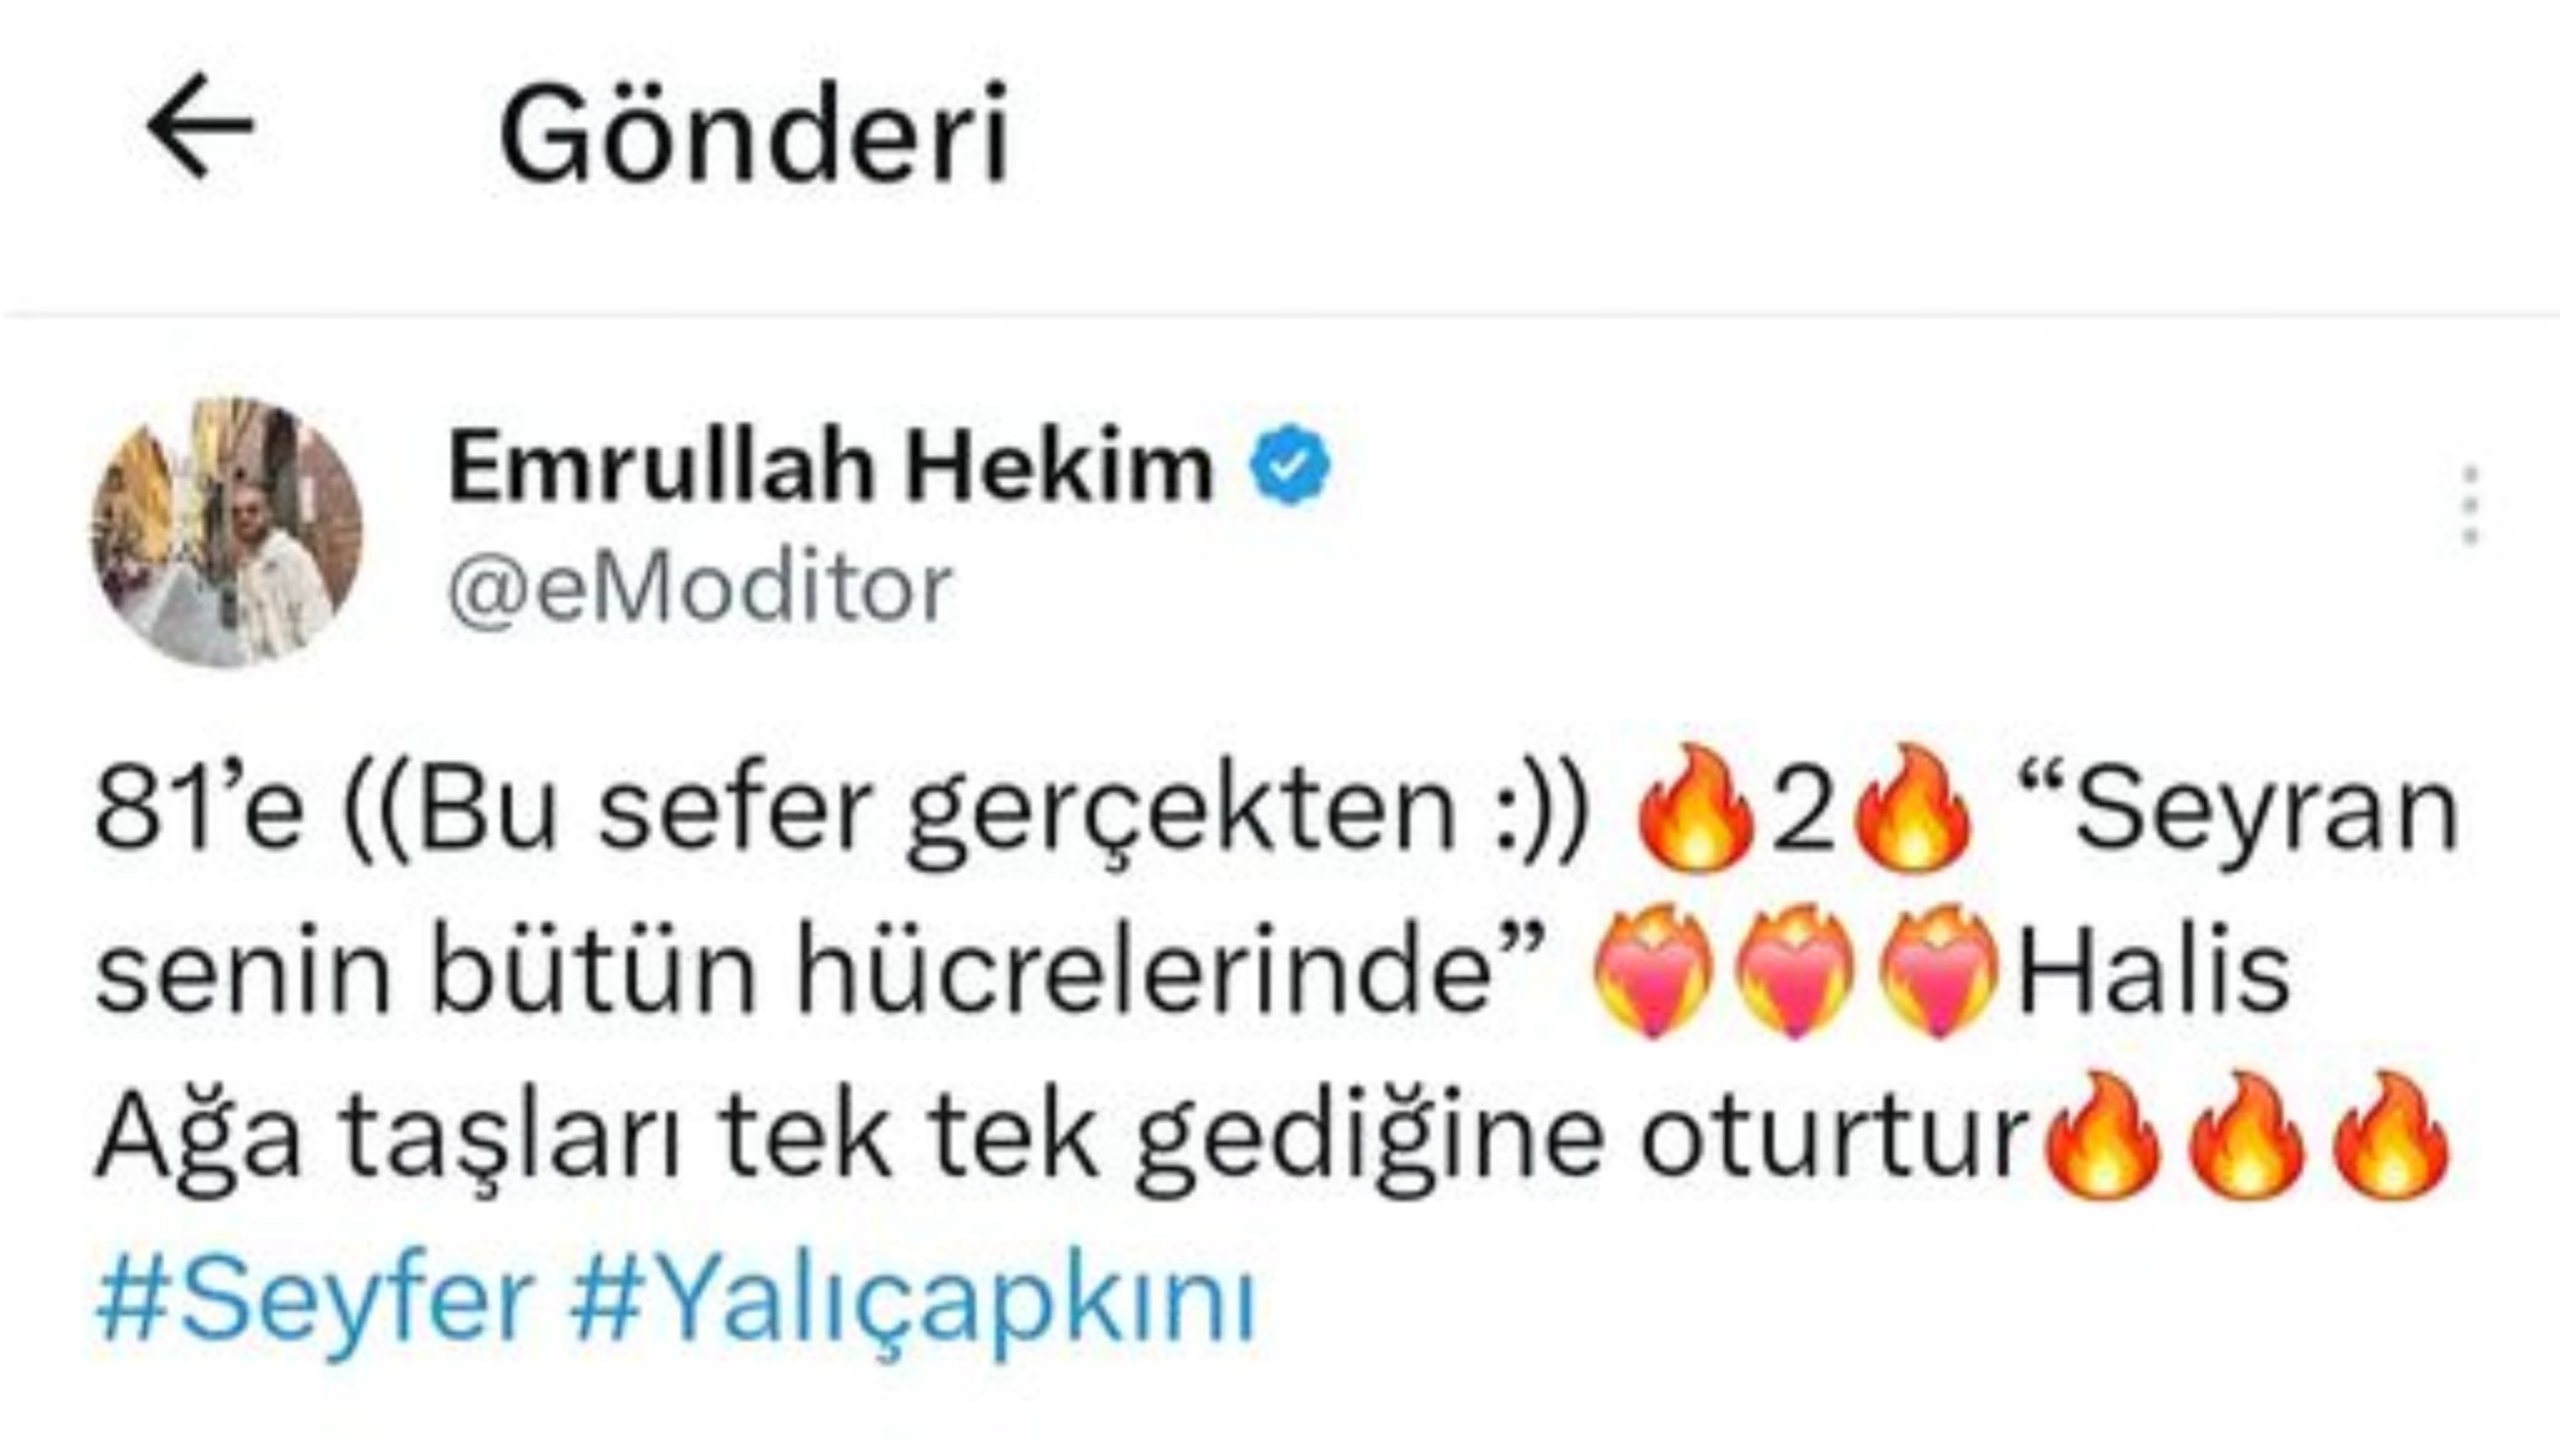 Gönderi
Emrullah Hekim
@eModitor
81’e ((Bu sefer gerçekten :)) 🔥2🔥 “Seyran
senin bütün hücrelerinde” ❤️‍🔥❤️‍🔥❤️‍🔥Halis
Ağa taşları tek tek gediğine oturtur🔥🔥🔥
#Seyfer #Yalıçapkını